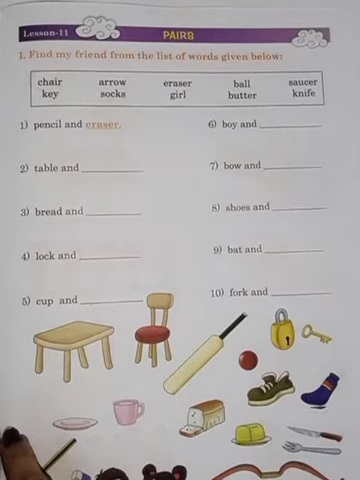 Lesson-11
PAIRS
1. Find my friend from the list of words given below:
chair arrow eraser ball saucer
key socks girl butter knife
1) pencil and eraser.
6) boy and
2) table and
7) bow and
3) bread and
8) shoes and
4) lock and
9) bat and
5) cup and
10) fork and